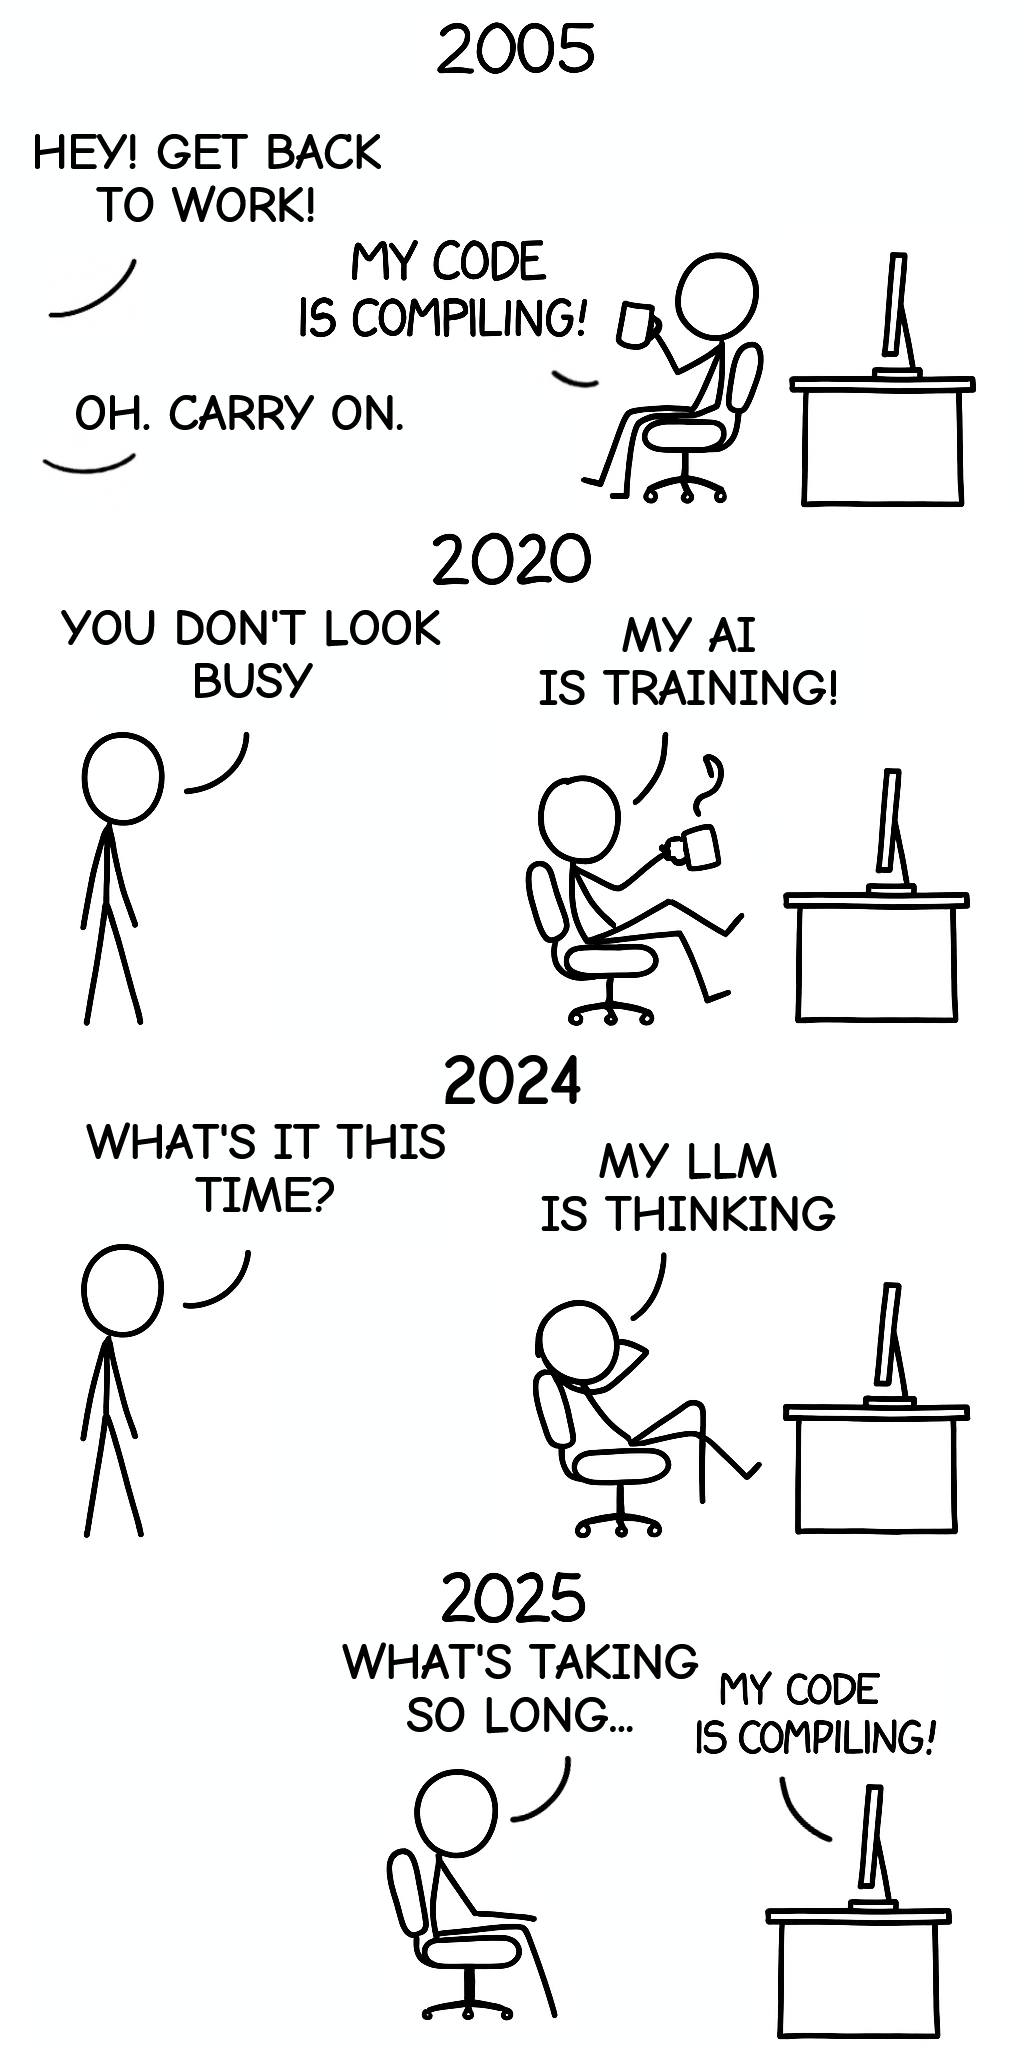 2005
HEY! GET BACK
TO WORK!
MY CODE
IS COMPILING!
OH. CARRY ON.
2020
YOU DON'T LOOK
BUSY
MY AI
IS TRAINING!
2024
WHAT'S IT THIS
TIME?
MY LLM
IS THINKING
2025
WHAT'S TAKING
SO LONG...
MY CODE
IS COMPILING!